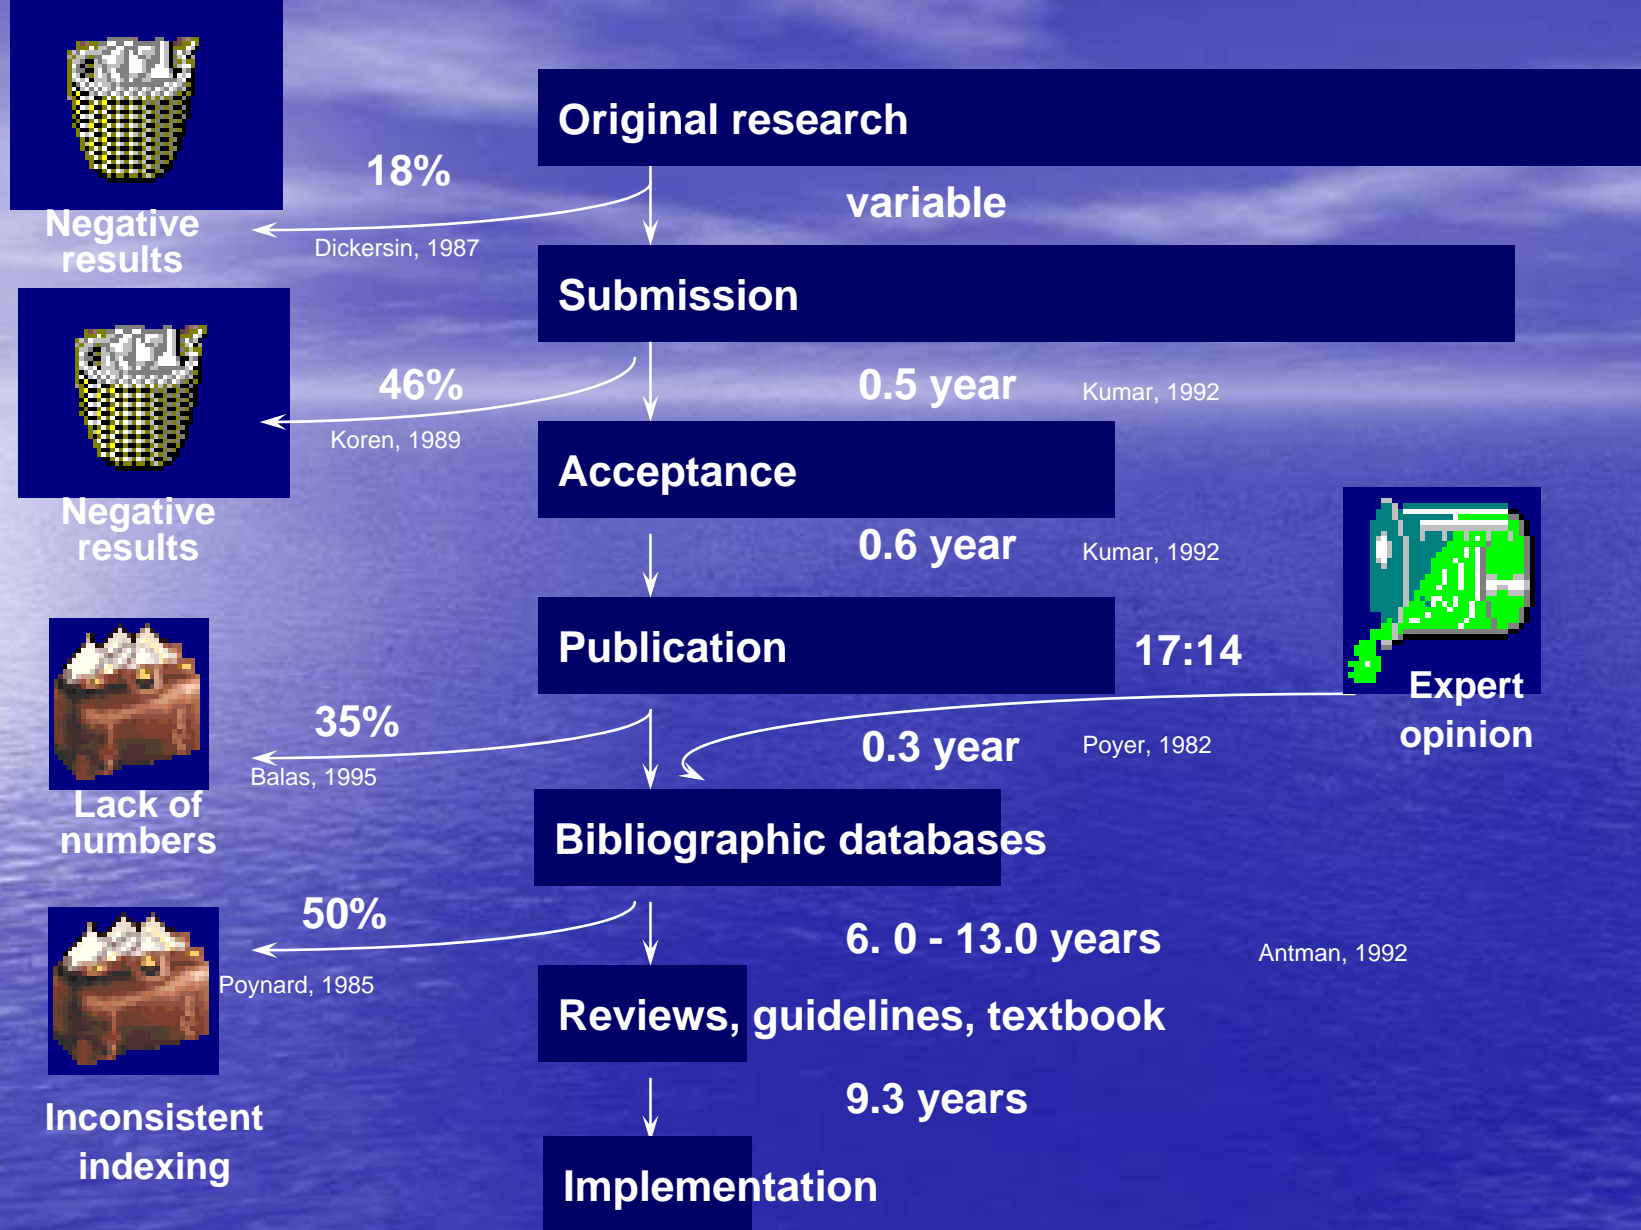 Original research
18%
variable
Negative
results
Dickersin, 1987
Submission
46%
0.5 year
Kumar, 1992
Koren, 1989
Acceptance
Negative
results
0.6 year
Kumar, 1992
Publication
17:14
Expert
opinion
35%
0.3 year
Poyer, 1982
Balas, 1995
Lack of
numbers
Bibliographic databases
50%
6. 0 - 13.0 years
Antman, 1992
Poynard, 1985
Reviews, guidelines, textbook
9.3 years
Inconsistent
indexing
Implementation